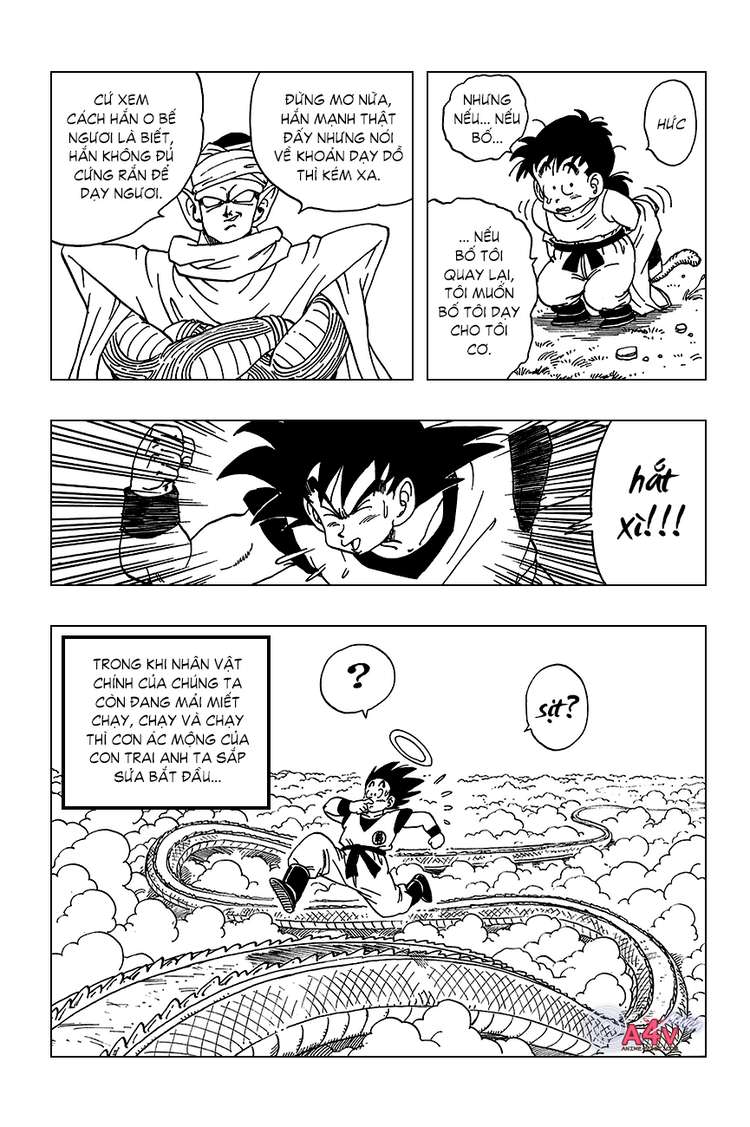 HỨC
NHƯNG
NẾU... NẾU
BỐ...
... NẾU
BỐ TÔI
QUAY LẠI,
TÔI MUỐN
BỐ TÔI DẠY
CHO TÔI
CƠ.
ĐỪNG MƠ NỮA,
HẮN MẠNH THẬT
ĐẤY NHƯNG NÓI
VỀ KHOẢN DẠY DỖ
THÌ KÉM XA.
CỨ XEM
CÁCH HẮN O BẾ
NGƯƠI LÀ BIẾT,
HẮN KHÔNG ĐỦ
CỨNG RẮN ĐỂ
DẠY NGƯƠI.
hắt
xì!!!
sịt?
?
TRONG KHI NHÂN VẬT
CHÍNH CỦA CHÚNG TA
CÒN ĐANG MẢI MIẾT
CHẠY, CHẠY VÀ CHẠY
THÌ CƠN ÁC MỘNG CỦA
CON TRAI ANH TA SẮP
SỬA BẮT ĐẦU...
A4V